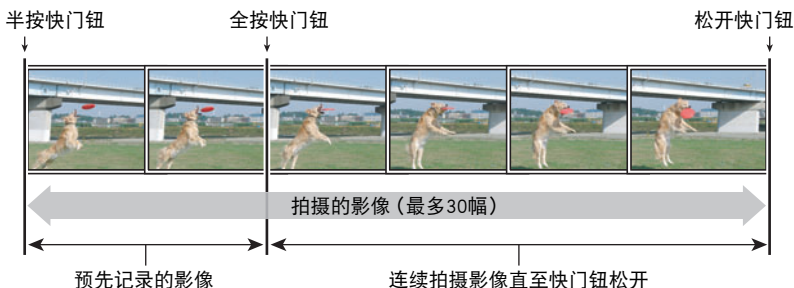 半按快门钮
全按快门钮
松开快门钮
拍摄的影像（最多30幅）
预先记录的影像
连续拍摄影像直至快门钮松开